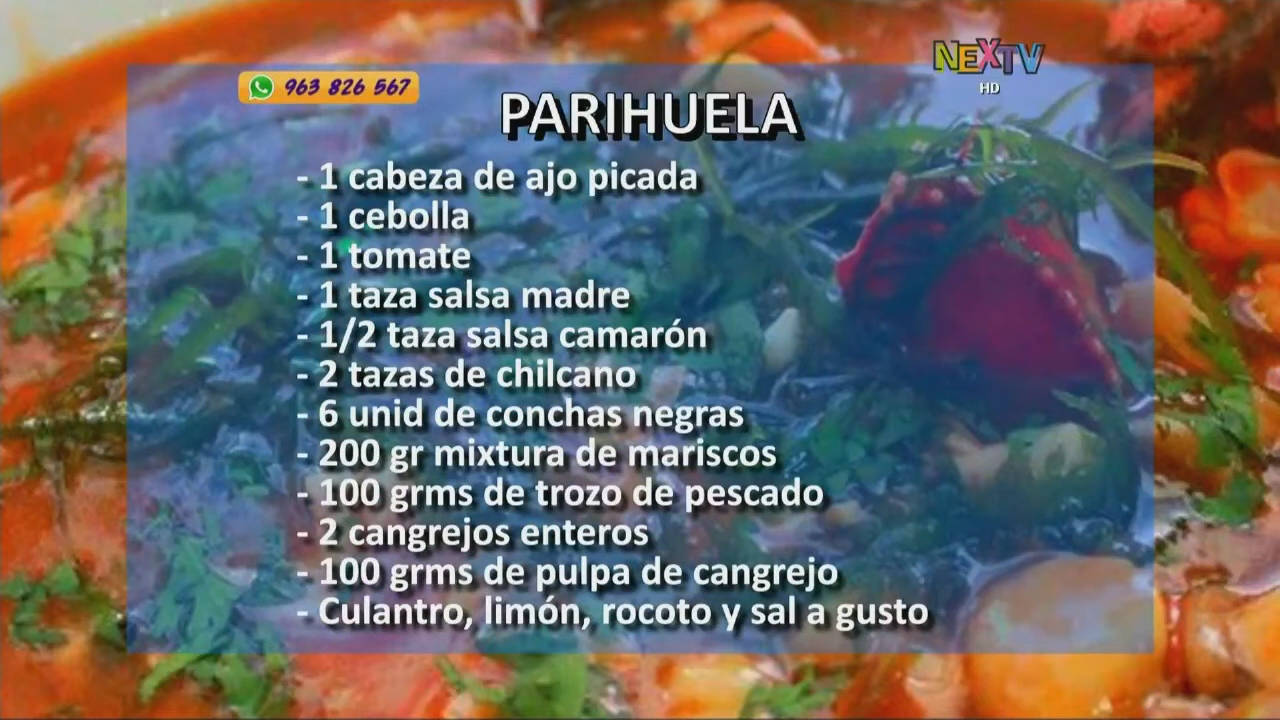 NEXTV
HD
963 826 567
PARIHUELA
- 1 cabeza de ajo picada
- 1 cebolla
- 1 tomate
- 1 taza salsa madre
- 1/2 taza salsa camarón
- 2 tazas de chilcano
- 6 unid de conchas negras
- 200 gr mixtura de mariscos
- 100 grms de trozo de pescado
- 2 cangrejos enteros
- 100 grms de pulpa de cangrejo
- Culantro, limón, rocoto y sal a gusto